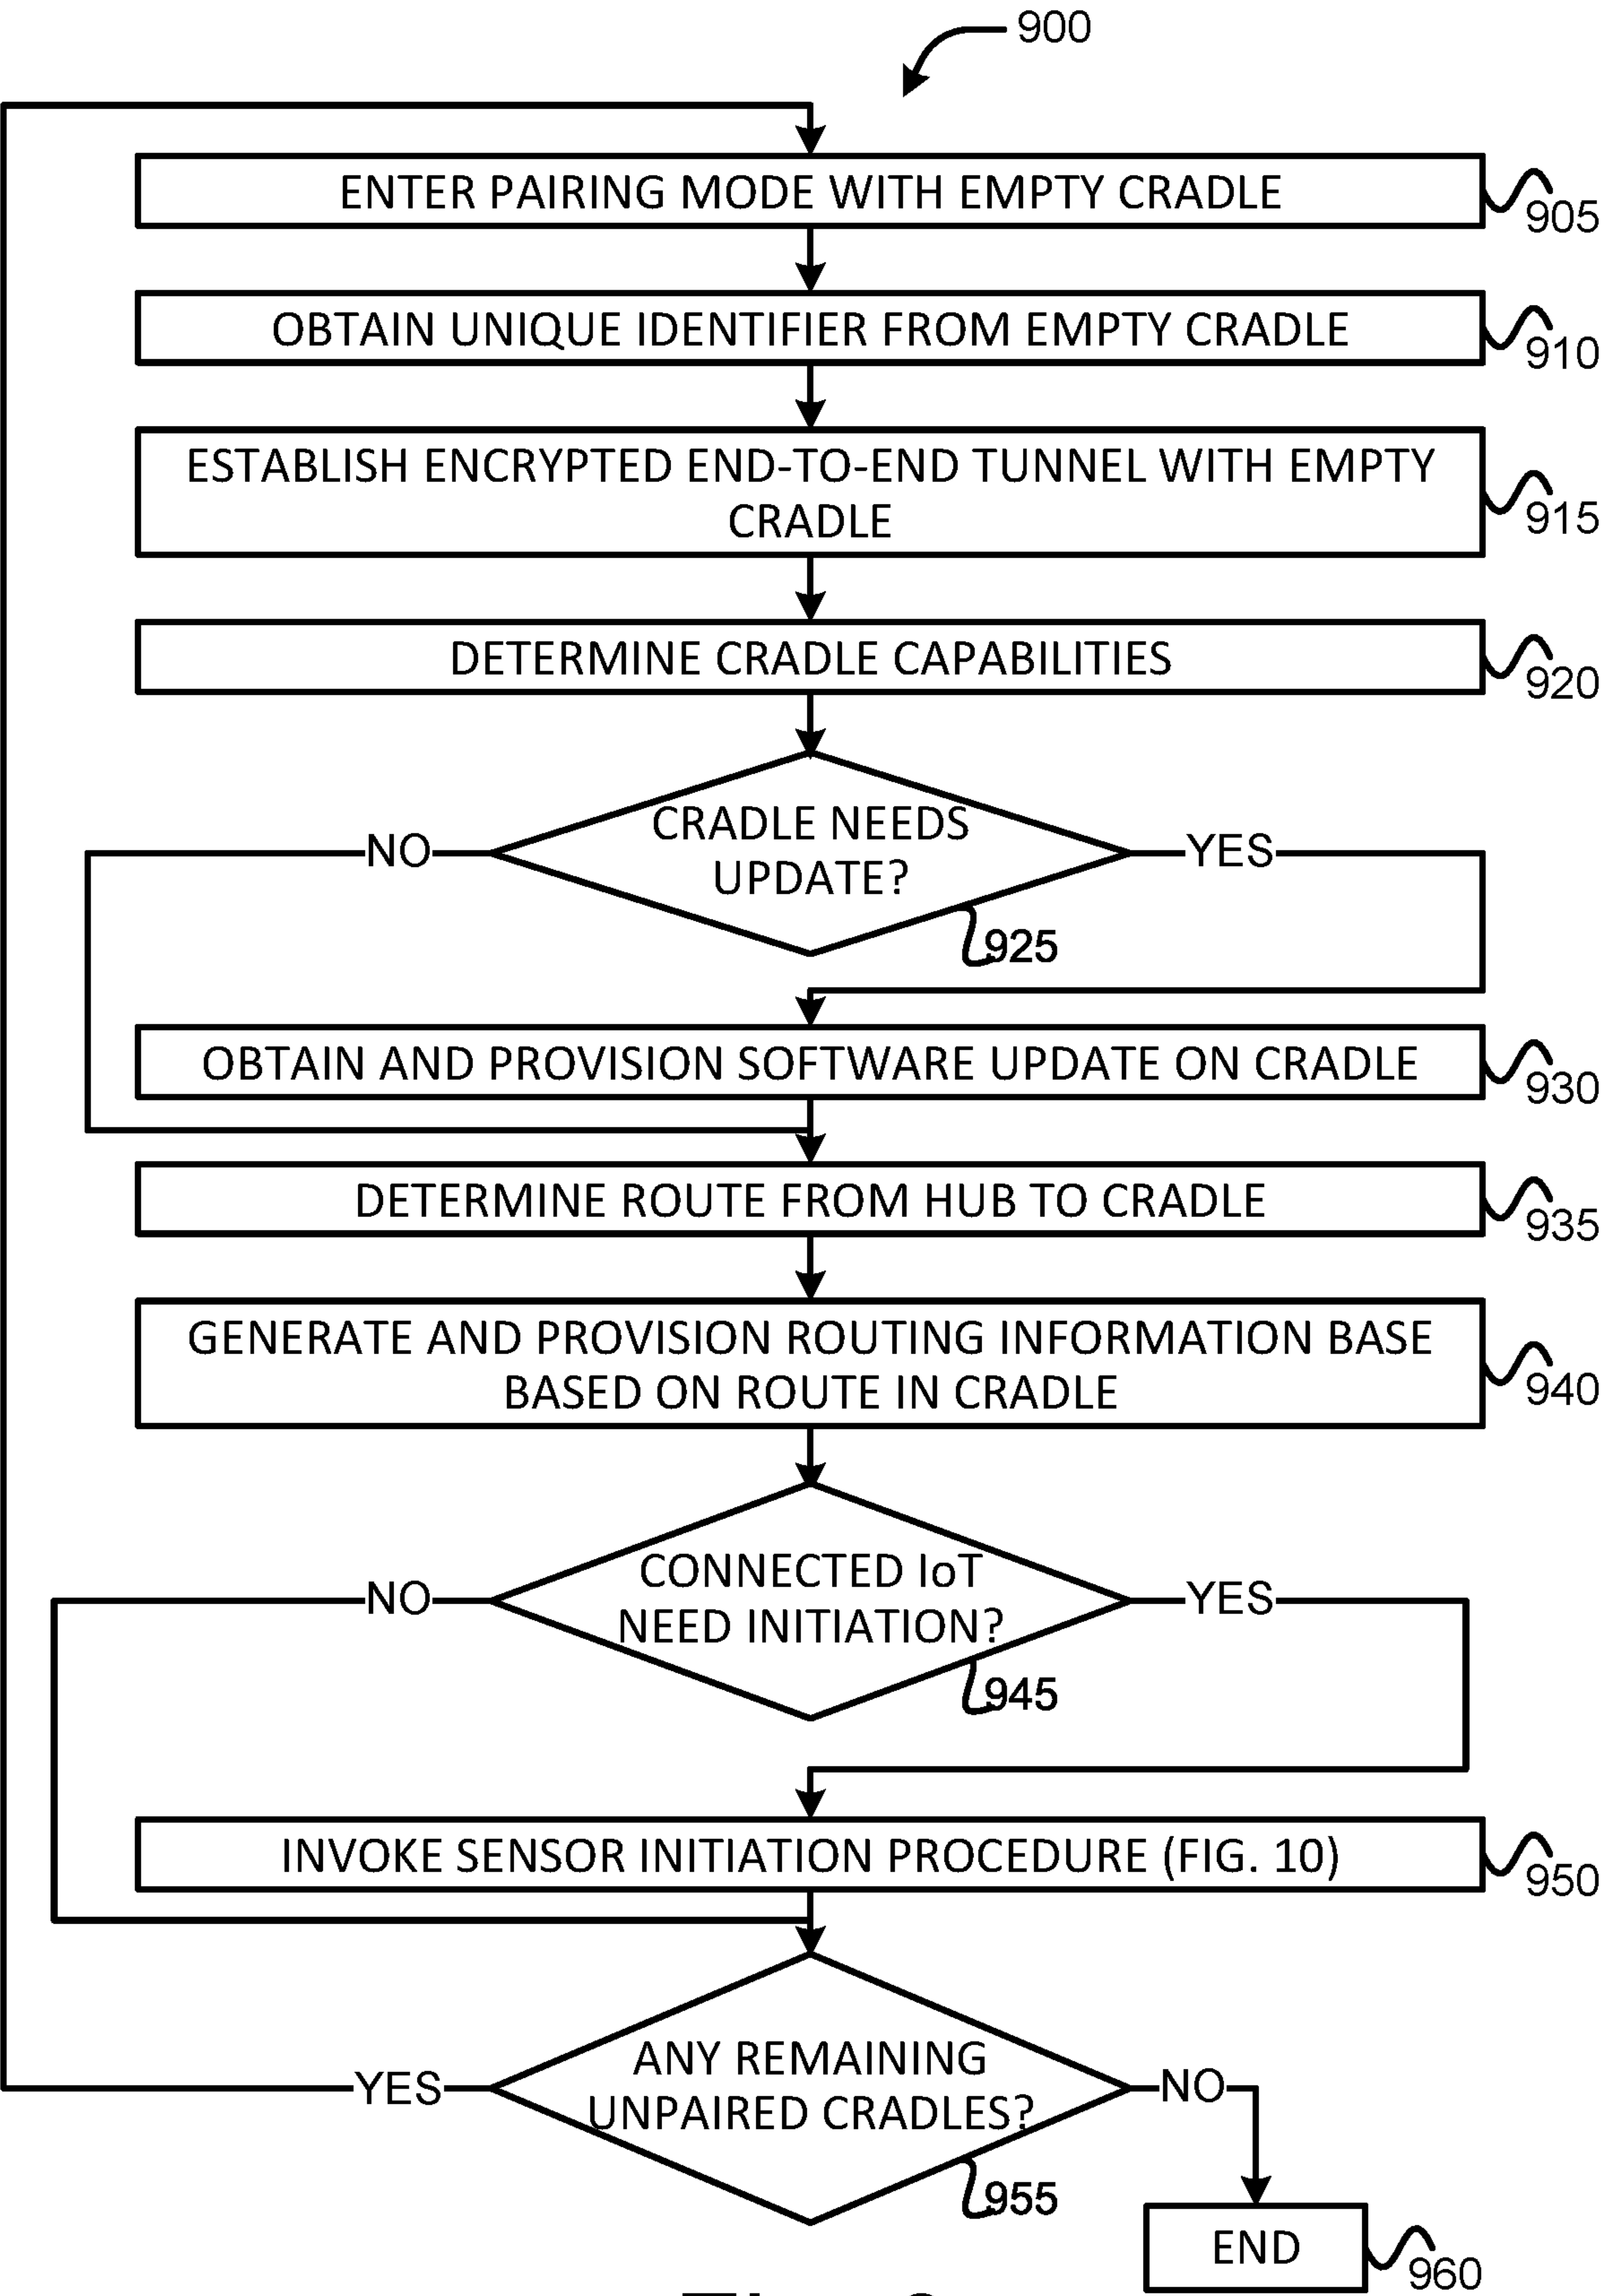 900
ENTER PAIRING MODE WITH EMPTY CRADLE
905
OBTAIN UNIQUE IDENTIFIER FROM EMPTY CRADLE
910
ESTABLISH ENCRYPTED END-TO-END TUNNEL WITH EMPTY
CRADLE
915
DETERMINE CRADLE CAPABILITIES
920
CRADLE NEEDS
UPDATE?
NO
YES
925
OBTAIN AND PROVISION SOFTWARE UPDATE ON CRADLE
930
DETERMINE ROUTE FROM HUB TO CRADLE
935
GENERATE AND PROVISION ROUTING INFORMATION BASE
BASED ON ROUTE IN CRADLE
940
CONNECTED IoT
NEED INITIATION?
NO
YES
945
INVOKE SENSOR INITIATION PROCEDURE (FIG. 10)
950
ANY REMAINING
UNPAIRED CRADLES?
YES
NO
955
END
960